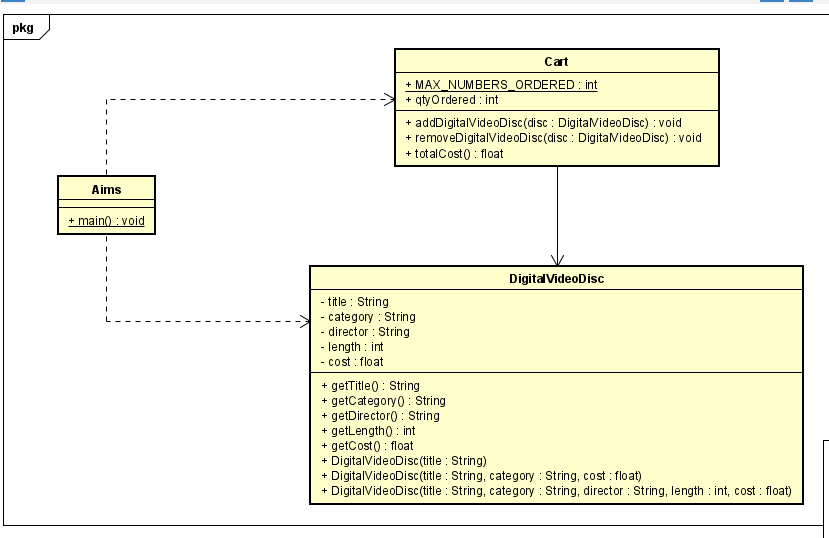 pkg
Cart
+ MAX_NUMBERS_ORDERED : int
+ qtyOrdered : int
+ addDigitalVideoDisc(disc : DigitalVideoDisc) : void
+ removeDigitalVideoDisc(disc : DigitalVideoDisc) : void
+ totalCost() : float
Aims
+ main() : void
DigitalVideoDisc
- title : String
- category : String
- director : String
- length : int
- cost : float
+ getTitle() : String
+ getCategory() : String
+ getDirector() : String
+ getLength() : int
+ getCost() : float
+ DigitalVideoDisc(title : String)
+ DigitalVideoDisc(title : String, category : String, cost : float)
+ DigitalVideoDisc(title : String, category : String, director : String, length : int, cost : float)